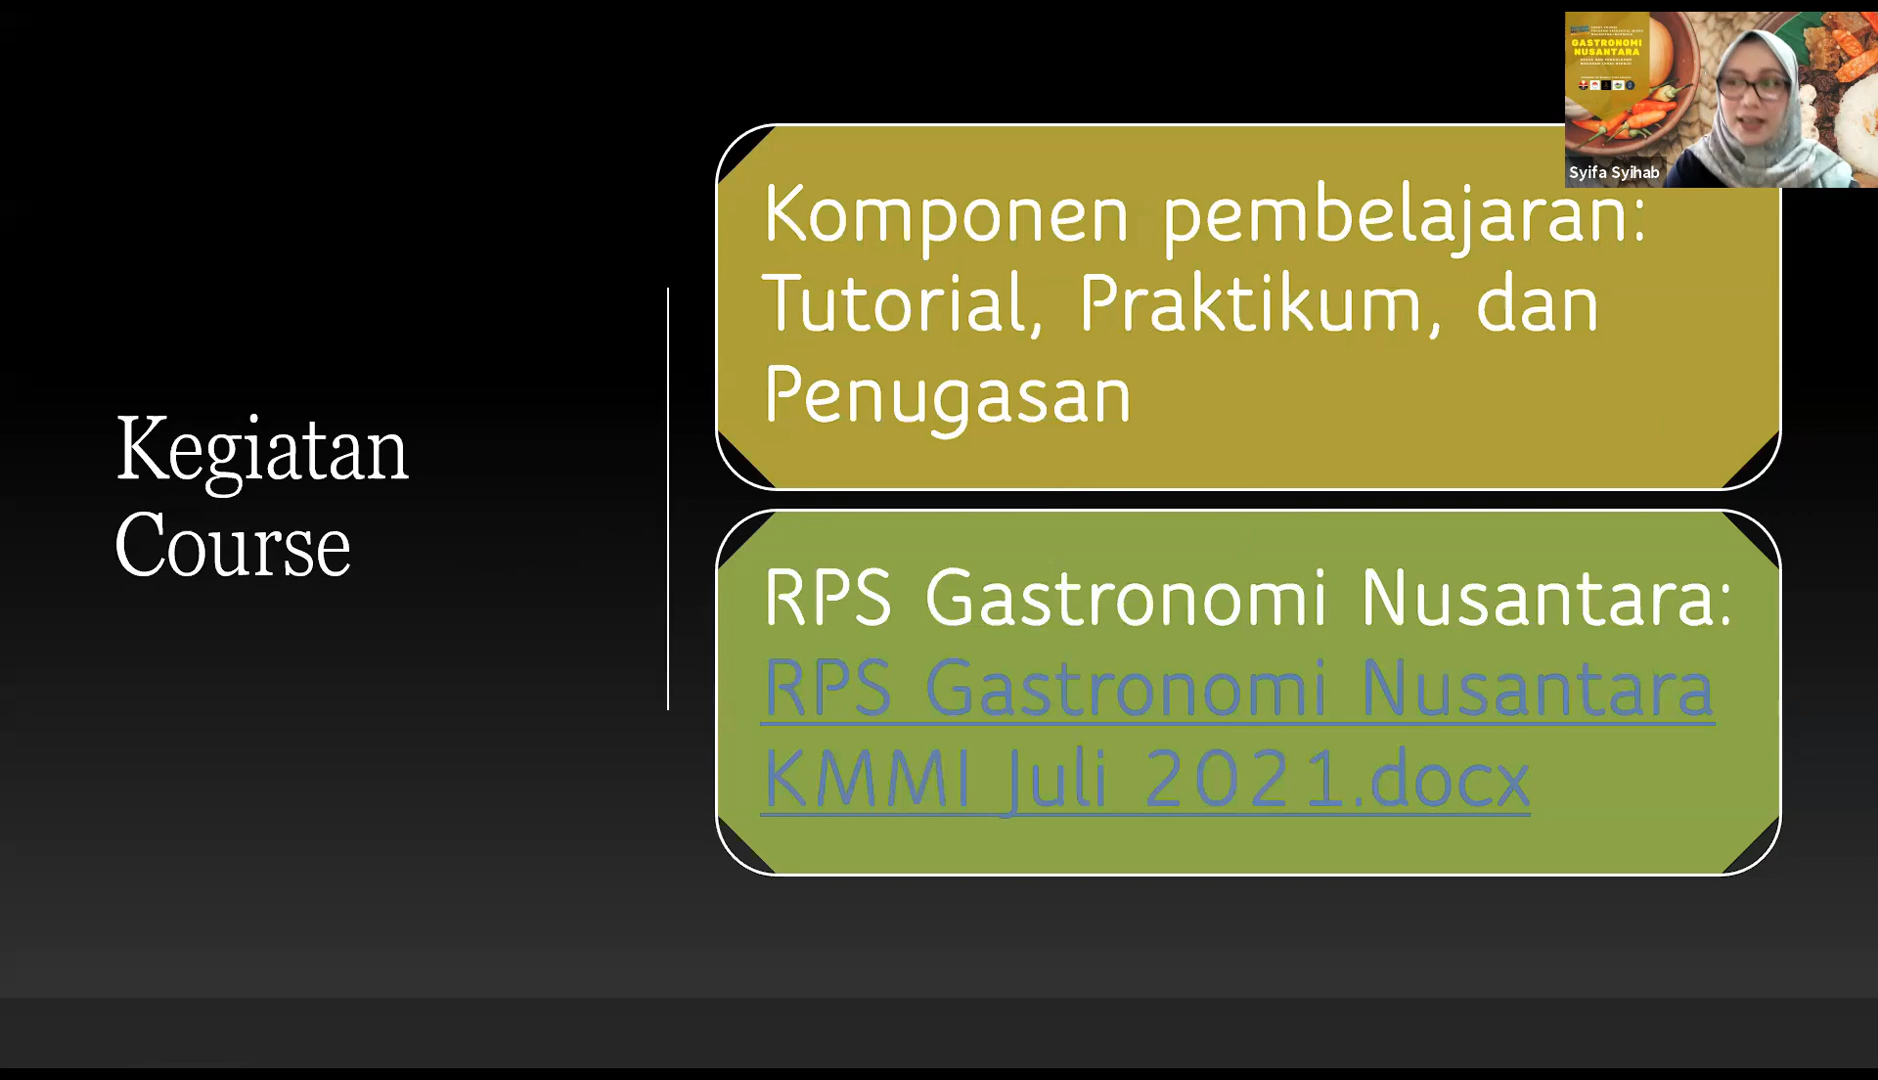 Kegiatan
Course
Komponen pembelajaran:
Tutorial, Praktikum, dan
Penugasan
RPS Gastronomi Nusantara:
RPS Gastronomi Nusantara
KMMI Juli 2021.docx
GASTRONOMI
NUSANTARA
Syifa Syihab